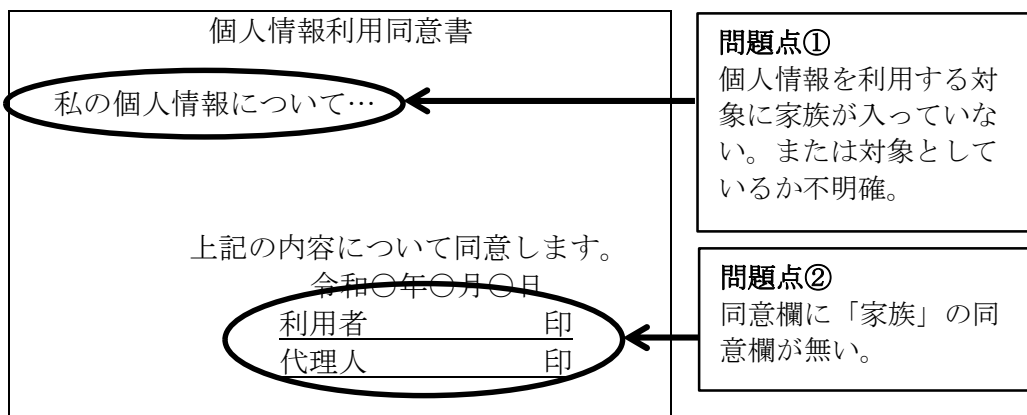 個人情報利用同意書
私の個人情報について…
上記の内容について同意します。
令和〇年〇月〇日
利用者 印
代理人 印
問題点①
個人情報を利用する対
象に家族が入っていな
い。または対象として
いるか不明確。
問題点②
同意欄に「家族」の同
意欄が無い。